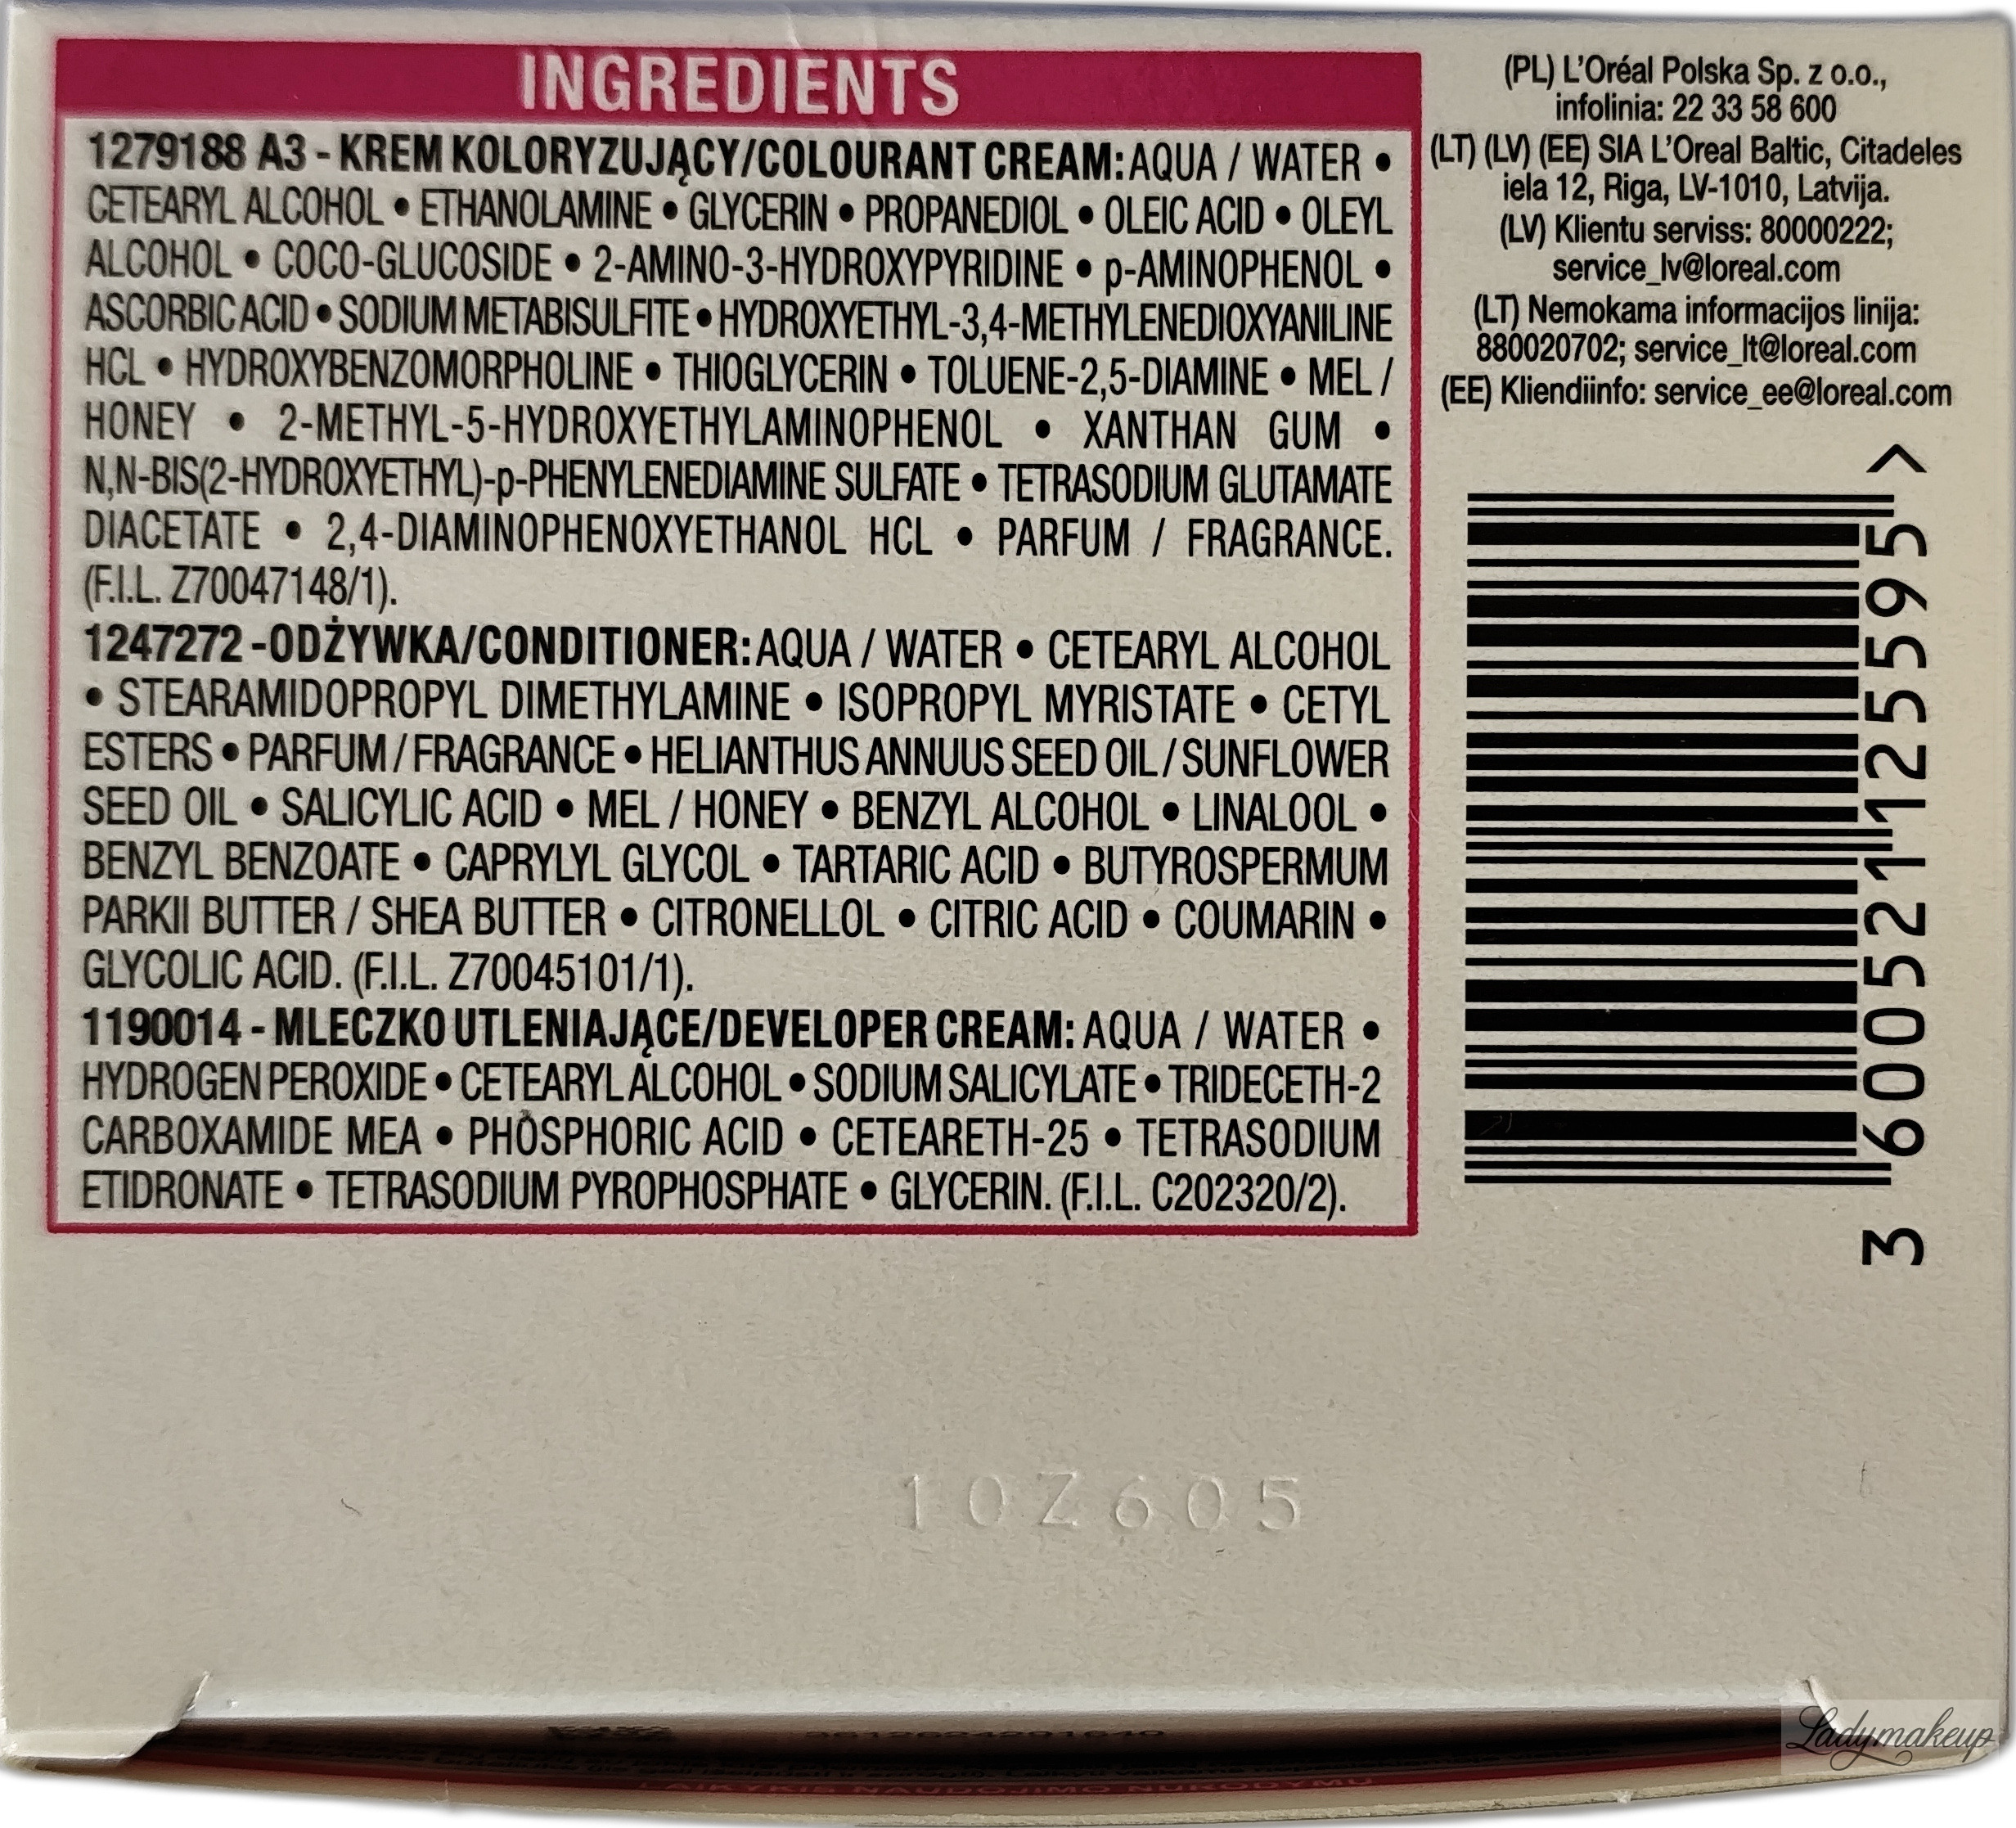 INGREDIENTS
1279188 A3 - KREM KOLORYZUJĄCY/COLOURANT CREAM: AQUA / WATER •
CETEARYL ALCOHOL • ETHANOLAMINE • GLYCERIN • PROPANEDIOL • OLEIC ACID • OLEYL
ALCOHOL • COCO-GLUCOSIDE • 2-AMINO-3-HYDROXYPYRIDINE • p-AMINOPHENOL •
ASCORBIC ACID • SODIUM METABISULFITE • HYDROXYETHYL-3,4-METHYLENEDIOXYANILINE
HCL • HYDROXYBENZOMORPHOLINE • THIOGLYCERIN • TOLUENE-2,5-DIAMINE • MEL /
HONEY • 2-METHYL-5-HYDROXYETHYLAMINOPHENOL • XANTHAN GUM •
N,N-BIS(2-HYDROXYETHYL)-p-PHENYLENEDIAMINE SULFATE • TETRASODIUM GLUTAMATE
DIACETATE • 2,4-DIAMINOPHENOXYETHANOL HCL • PARFUM / FRAGRANCE.
(F.I.L. Z70047148/1).
1247272 -ODŻYWKA/CONDITIONER: AQUA / WATER • CETEARYL ALCOHOL
• STEARAMIDOPROPYL DIMETHYLAMINE • ISOPROPYL MYRISTATE • CETYL
ESTERS • PARFUM / FRAGRANCE • HELIANTHUS ANNUUS SEED OIL / SUNFLOWER
SEED OIL • SALICYLIC ACID • MEL / HONEY • BENZYL ALCOHOL • LINALOOL •
BENZYL BENZOATE • CAPRYLYL GLYCOL • TARTARIC ACID • BUTYROSPERMUM
PARKII BUTTER / SHEA BUTTER • CITRONELLOL • CITRIC ACID • COUMARIN •
GLYCOLIC ACID. (F.I.L. Z70045101/1).
1190014 - MLECZKO UTLENIAJĄCE/DEVELOPER CREAM: AQUA / WATER •
HYDROGEN PEROXIDE • CETEARYL ALCOHOL • SODIUM SALICYLATE • TRIDECETH-2
CARBOXAMIDE MEA • PHOSPHORIC ACID • CETEARETH-25 • TETRASODIUM
ETIDRONATE • TETRASODIUM PYROPHOSPHATE • GLYCERIN. (F.I.L. C202320/2).
(PL) L'Oréal Polska Sp. z o.o.,
infolinia: 22 33 58 600
(LT) (LV) (EE) SIA L'Oreal Baltic, Citadeles
iela 12, Riga, LV-1010, Latvija.
(LV) Klientu serviss: 80000222;
service_lv@loreal.com
(LT) Nemokama informacijos linija:
880020702; service_lt@loreal.com
(EE) Kliendiinfo: service_ee@loreal.com
3 600521 125595 >
10Z605
LAIKYKIS NAUDOJIMO NURODYMŲ
Ladymakeup